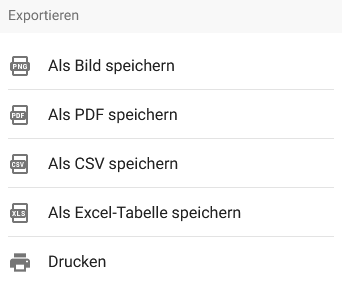 Exportieren
PNG Als Bild speichern
PDF Als PDF speichern
CSV Als CSV speichern
XLS Als Excel-Tabelle speichern
Drucken